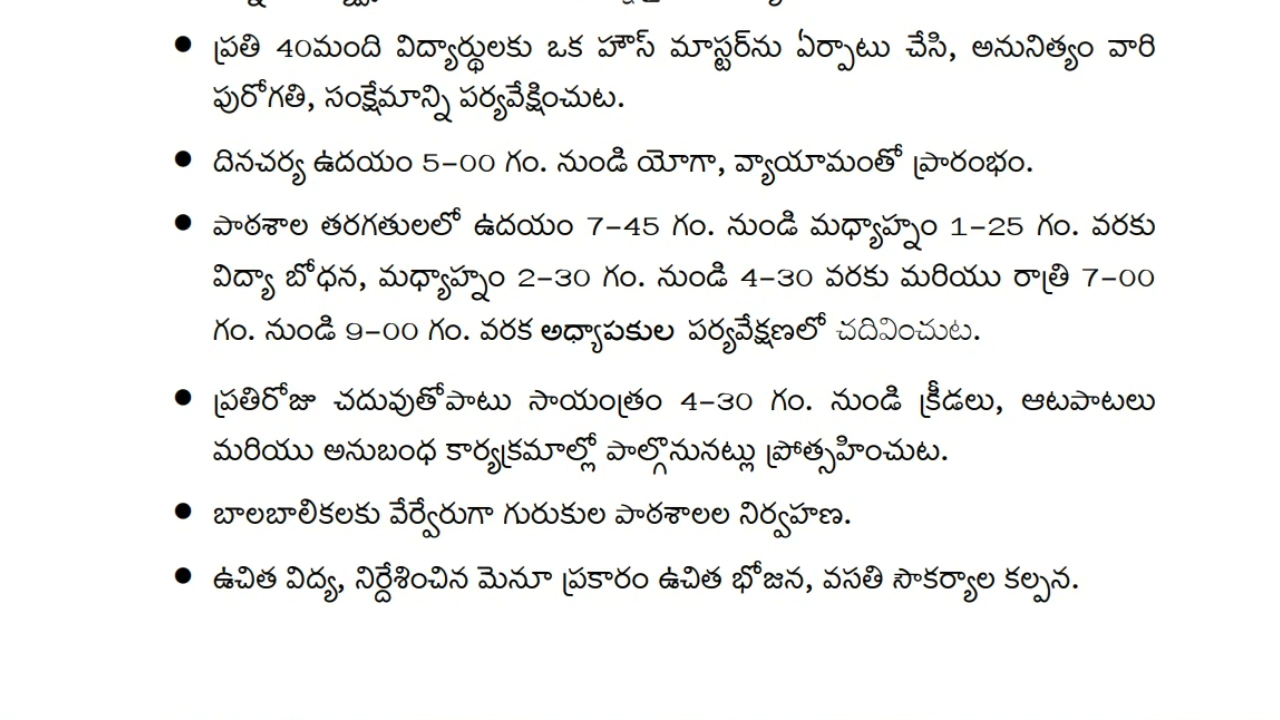 • ప్రతి 40మంది విద్యార్థులకు ఒక హౌస్ మాస్టర్‌ను ఏర్పాటు చేసి, అనునిత్యం వారి
పురోగతి, సంక్షేమాన్ని పర్యవేక్షించుట.
• దినచర్య ఉదయం 5–00 గం. నుండి యోగా, వ్యాయామంతో ప్రారంభం.
• పాఠశాల తరగతులలో ఉదయం 7–45 గం. నుండి మధ్యాహ్నం 1–25 గం. వరకు
విద్యా బోధన, మధ్యాహ్నం 2–30 గం. నుండి 4–30 వరకు మరియు రాత్రి 7–00
గం. నుండి 9–00 గం. వరక అధ్యాపకుల పర్యవేక్షణలో చదివించుట.
• ప్రతిరోజు చదువుతోపాటు సాయంత్రం 4–30 గం. నుండి క్రీడలు, ఆటపాటలు
మరియు అనుబంధ కార్యక్రమాల్లో పాల్గొనునట్లు ప్రోత్సహించుట.
• బాలబాలికలకు వేర్వేరుగా గురుకుల పాఠశాలల నిర్వహణ.
• ఉచిత విద్య, నిర్దేశించిన మెనూ ప్రకారం ఉచిత భోజన, వసతి సౌకర్యాల కల్పన.